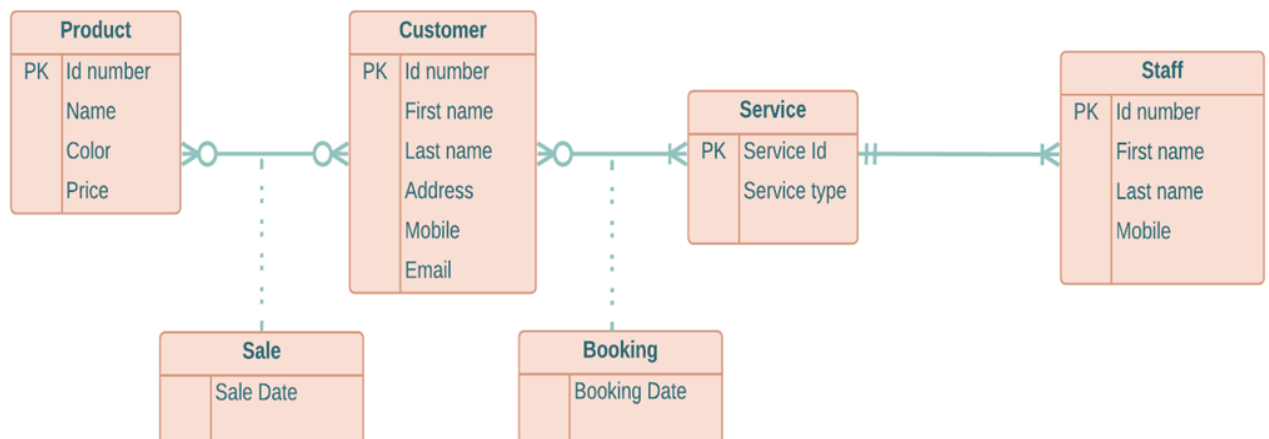 Product
PK Id number
Name
Color
Price
Customer
PK Id number
First name
Last name
Address
Mobile
Email
Service
PK Service Id
Service type
Staff
PK Id number
First name
Last name
Mobile
Sale
Sale Date
Booking
Booking Date